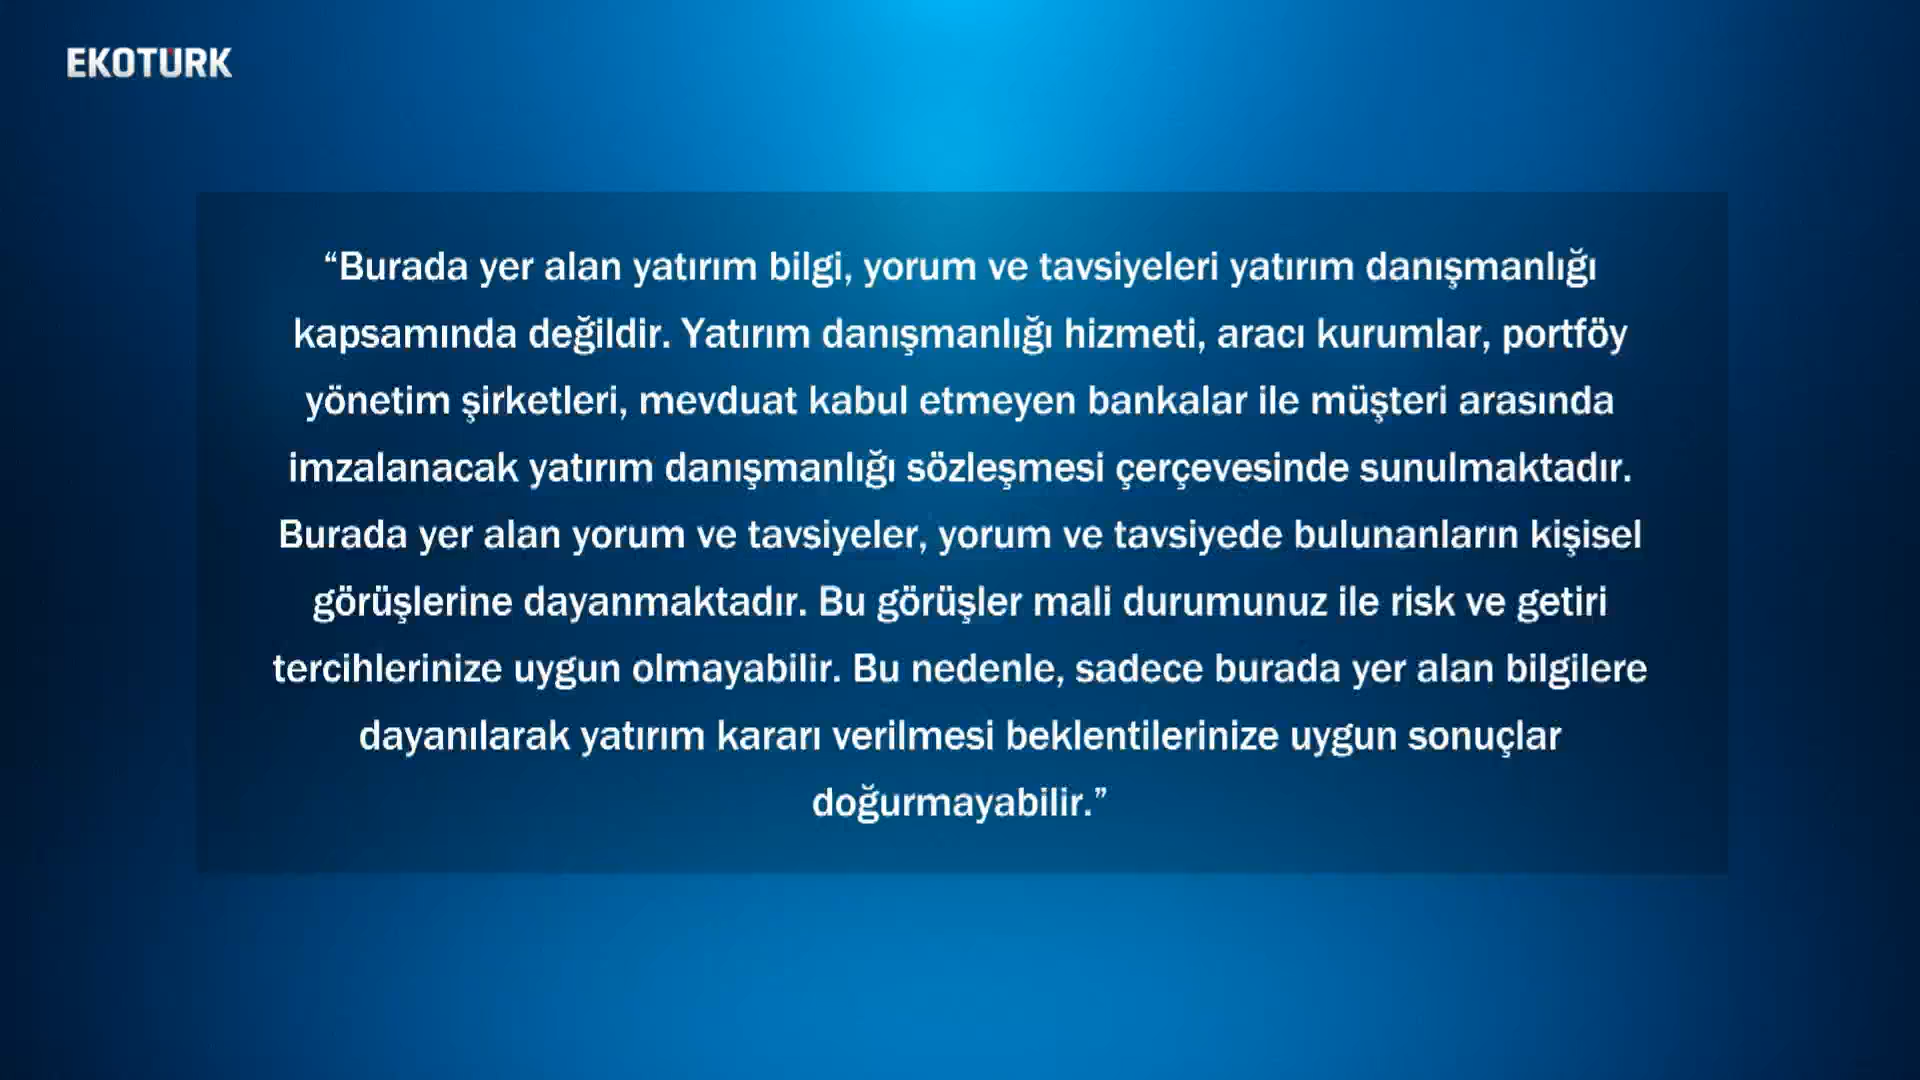 EKOTÜRK
“Burada yer alan yatırım bilgi, yorum ve tavsiyeleri yatırım danışmanlığı
kapsamında değildir. Yatırım danışmanlığı hizmeti, aracı kurumlar, portföy
yönetim şirketleri, mevduat kabul etmeyen bankalar ile müşteri arasında
imzalanacak yatırım danışmanlığı sözleşmesi çerçevesinde sunulmaktadır.
Burada yer alan yorum ve tavsiyeler, yorum ve tavsiyede bulunanların kişisel
görüşlerine dayanmaktadır. Bu görüşler mali durumunuz ile risk ve getiri
tercihlerinize uygun olmayabilir. Bu nedenle, sadece burada yer alan bilgilere
dayanılarak yatırım kararı verilmesi beklentilerinize uygun sonuçlar
doğurmayabilir.”